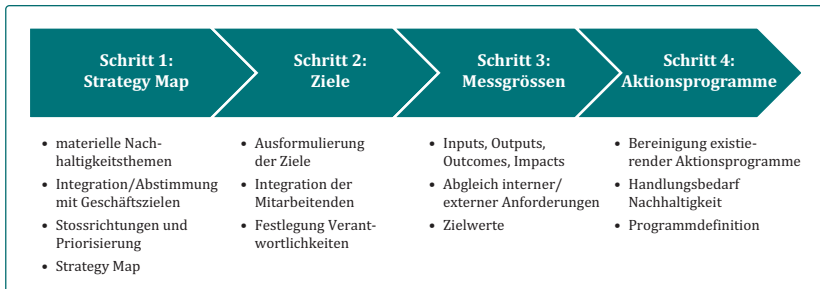 Schritt 1:
Strategy Map
• materielle Nach-
haltigkeitsthemen
• Integration/Abstimmung
mit Geschäftszielen
• Stossrichtungen und
Priorisierung
• Strategy Map
Schritt 2:
Ziele
• Ausformulierung
der Ziele
• Integration der
Mitarbeitenden
• Festlegung Verant-
wortlichkeiten
Schritt 3:
Messgrössen
• Inputs, Outputs,
Outcomes, Impacts
• Abgleich interner/
externer Anforderungen
• Zielwerte
Schritt 4:
Aktionsprogramme
• Bereinigung existie-
render Aktionsprogramme
• Handlungsbedarf
Nachhaltigkeit
• Programmdefinition